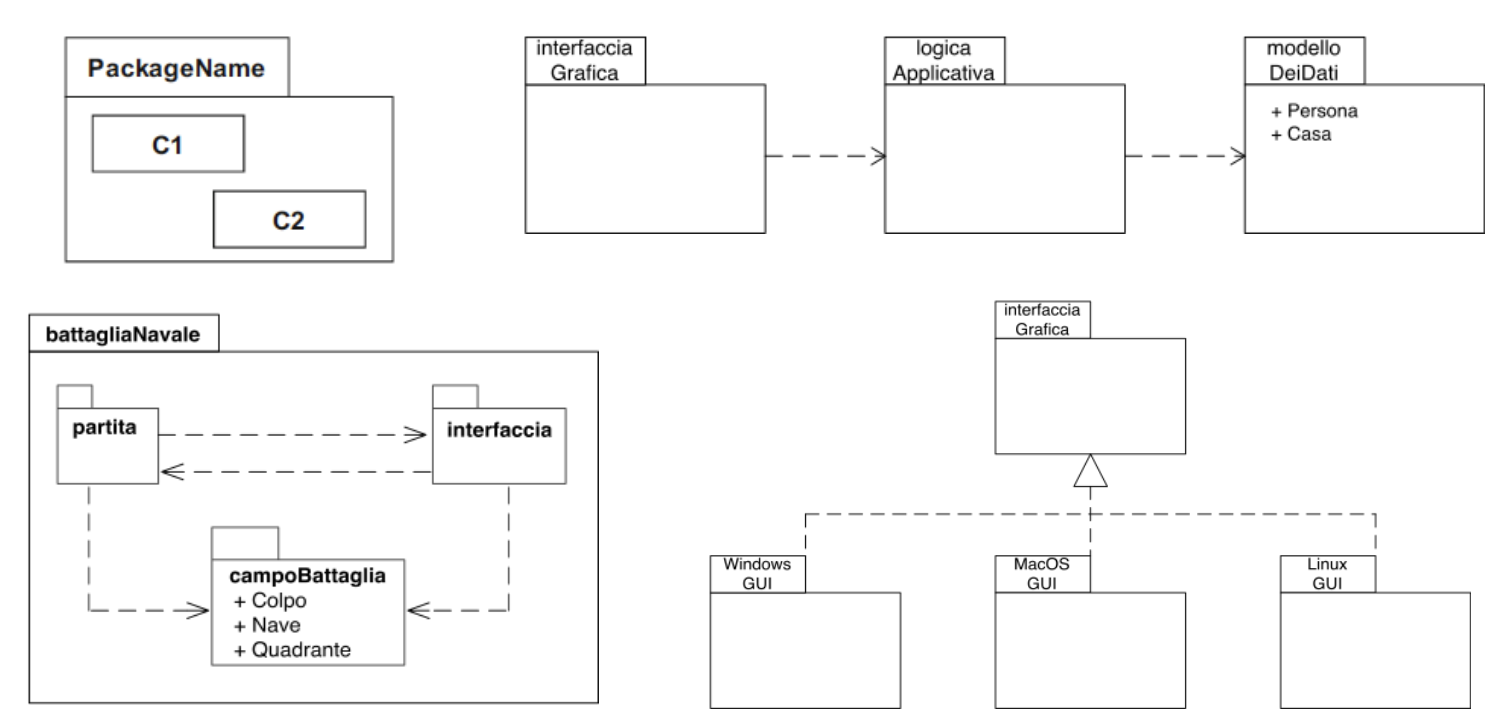 PackageName
C1
C2
interfaccia
Grafica
logica
Applicativa
modello
DeiDati
+ Persona
+ Casa
battagliaNavale
partita
interfaccia
campoBattaglia
+ Colpo
+ Nave
+ Quadrante
interfaccia
Grafica
Windows
GUI
MacOS
GUI
Linux
GUI